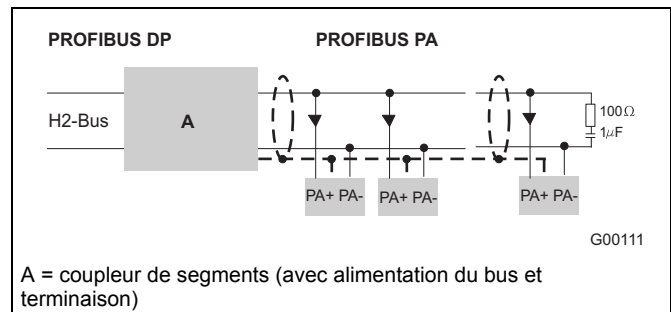 PROFIBUS DP PROFIBUS PA
H2-Bus A
100Ω
1µF
PA+ PA- PA+ PA- PA+ PA-
G00111
A = coupleur de segments (avec alimentation du bus et
terminaison)